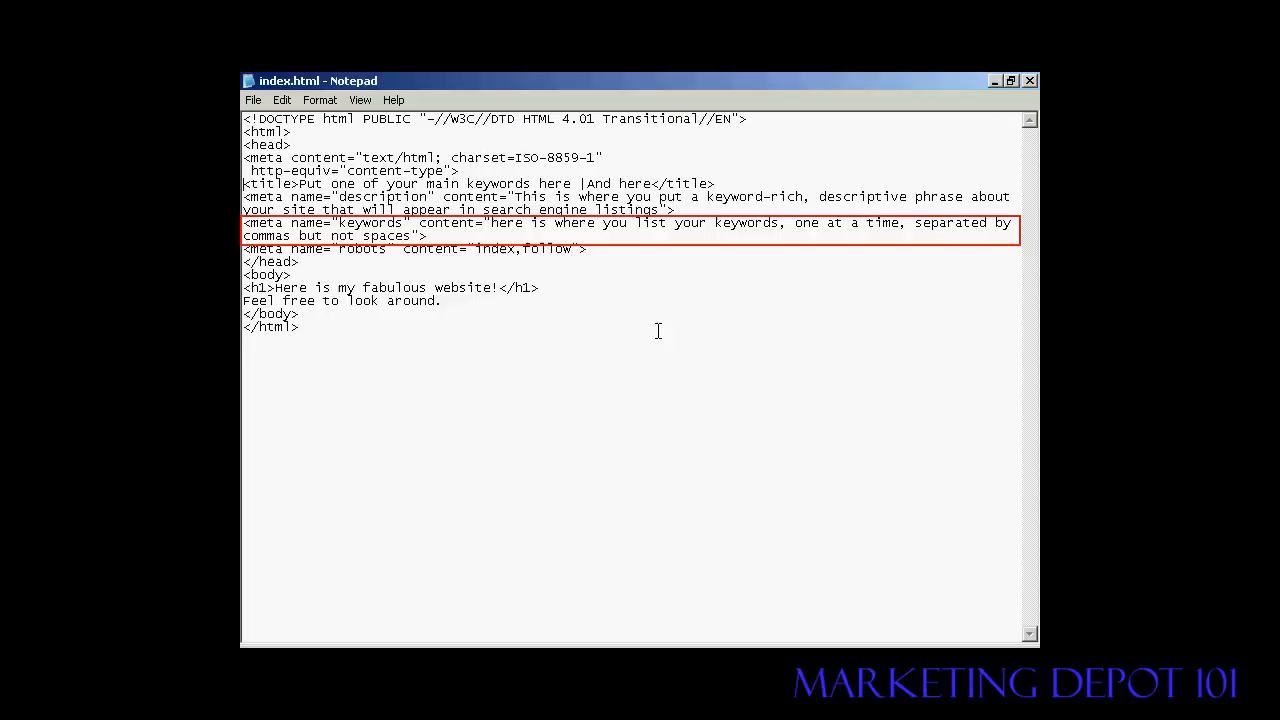 index.html - Notepad
File Edit Format View Help
<!DOCTYPE html PUBLIC "-//W3C//DTD HTML 4.01 Transitional//EN">
<html>
<head>
<meta content="text/html; charset=ISO-8859-1"
http-equiv="content-type">
<title>Put one of your main keywords here |And here</title>
<meta name="description" content="This is where you put a keyword-rich, descriptive phrase about
your site that will appear in search engine listings">
<meta name="keywords" content="here is where you list your keywords, one at a time, separated by
commas but not spaces">
<meta name="robots" content="index,follow">
</head>
<body>
<h1>Here is my fabulous website!</h1>
Feel free to look around.
</body>
</html>
MARKETING DEPOT 101